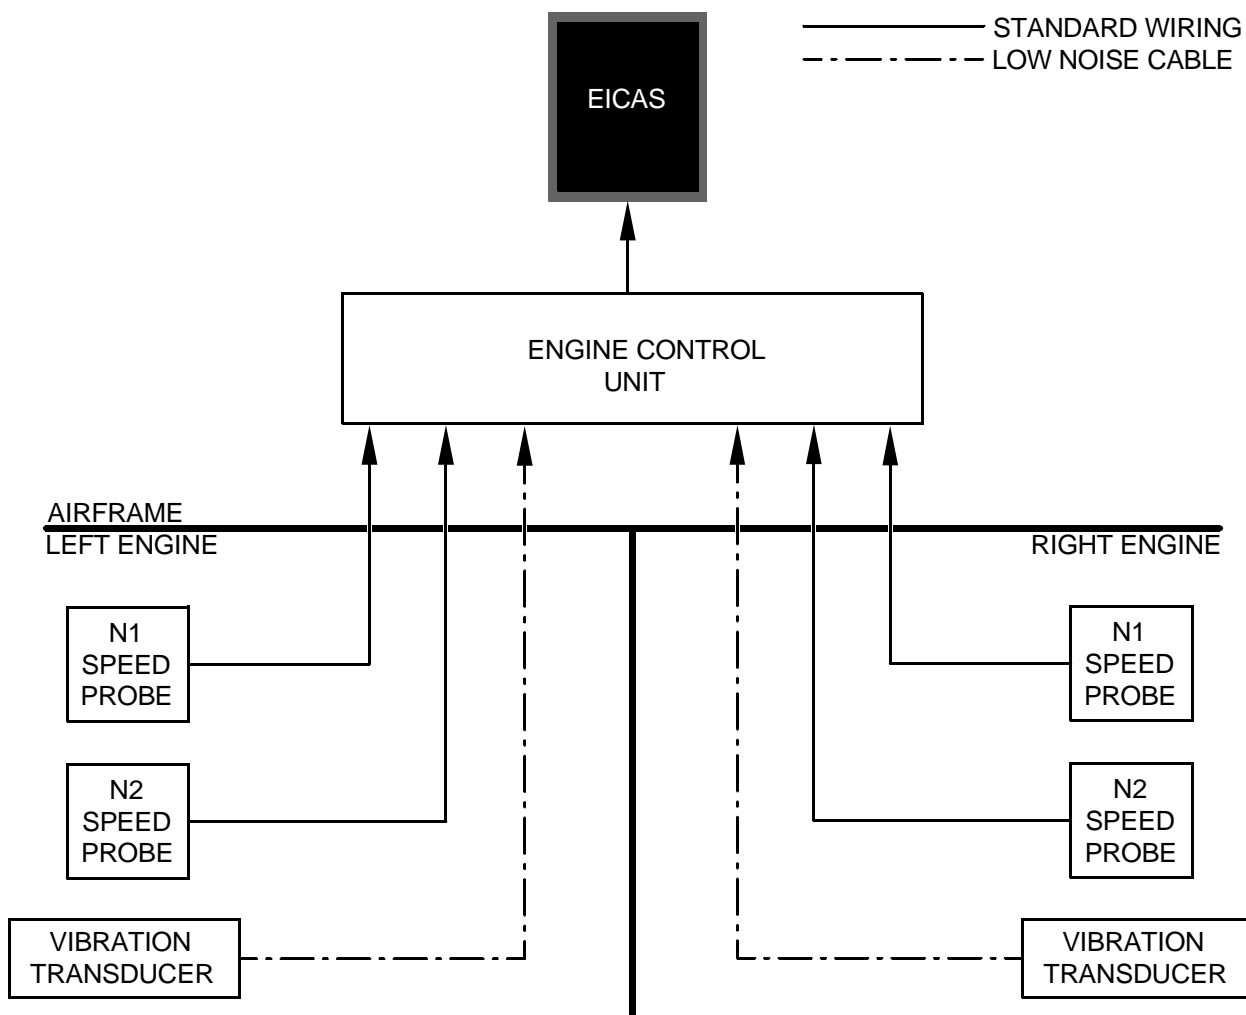 STANDARD WIRING
LOW NOISE CABLE
EICAS
ENGINE CONTROL
UNIT
AIRFRAME
LEFT ENGINE
RIGHT ENGINE
N1
SPEED
PROBE
N1
SPEED
PROBE
N2
SPEED
PROBE
N2
SPEED
PROBE
VIBRATION
TRANSDUCER
VIBRATION
TRANSDUCER